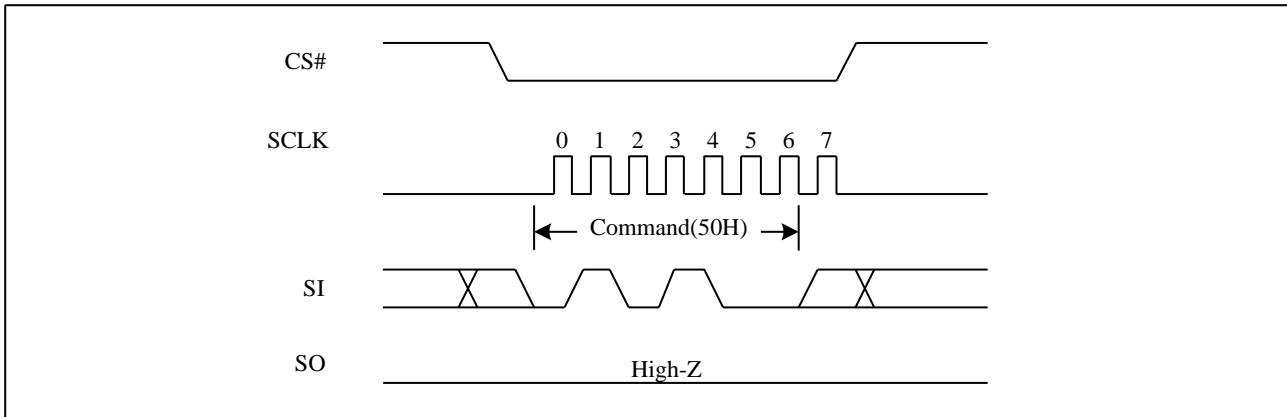 CS#
SCLK
0 1 2 3 4 5 6 7
Command(50H)
SI
SO
High-Z